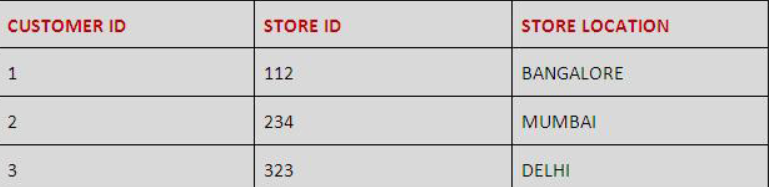 CUSTOMER ID STORE ID STORE LOCATION
1 112 BANGALORE
2 234 MUMBAI
3 323 DELHI